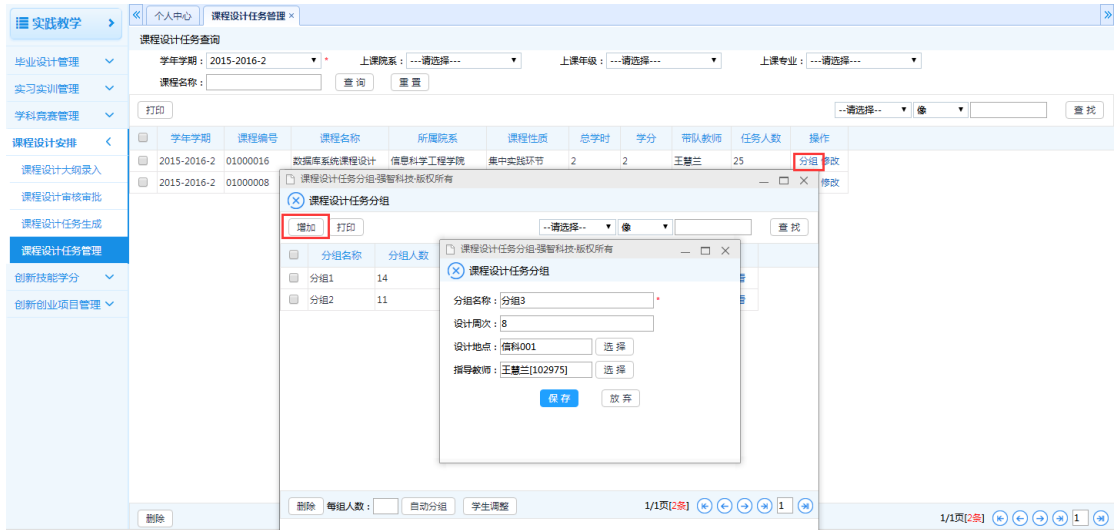 实践教学
个人中心 课程设计任务管理 ×
课程设计任务查询
学年学期：2015-2016-2 * 上课院系：---请选择--- 上课年级：---请选择--- 上课专业：---请选择---
课程名称： 查 询 重 置
打印 --请选择-- 像 查 找
学年学期 课程编号 课程名称 所属院系 课程性质 总学时 学分 带队教师 任务人数 操作
2015-2016-2 01000016 数据库系统课程设计 信息科学工程学院 集中实践环节 2 2 王慧兰 25 分组 修改
2015-2016-2 01000008 修改
毕业设计管理
实习实训管理
学科竞赛管理
课程设计安排
课程设计大纲录入
课程设计审核审批
课程设计任务生成
课程设计任务管理
创新技能学分
创新创业项目管理
课程设计任务分组-强智科技-版权所有
课程设计任务分组
增加 打印 --请选择-- 像 查 找
分组名称 分组人数
分组1 14
分组2 11
课程设计任务分组-强智科技-版权所有
课程设计任务分组
分组名称：分组3 *
设计周次：8
设计地点：信科001 选 择
指导教师：王慧兰[102975] 选 择
保 存 放 弃
删除 每组人数： 自动分组 学生调整 1/1页[2条] 1
删除 1/1页[2条] 1